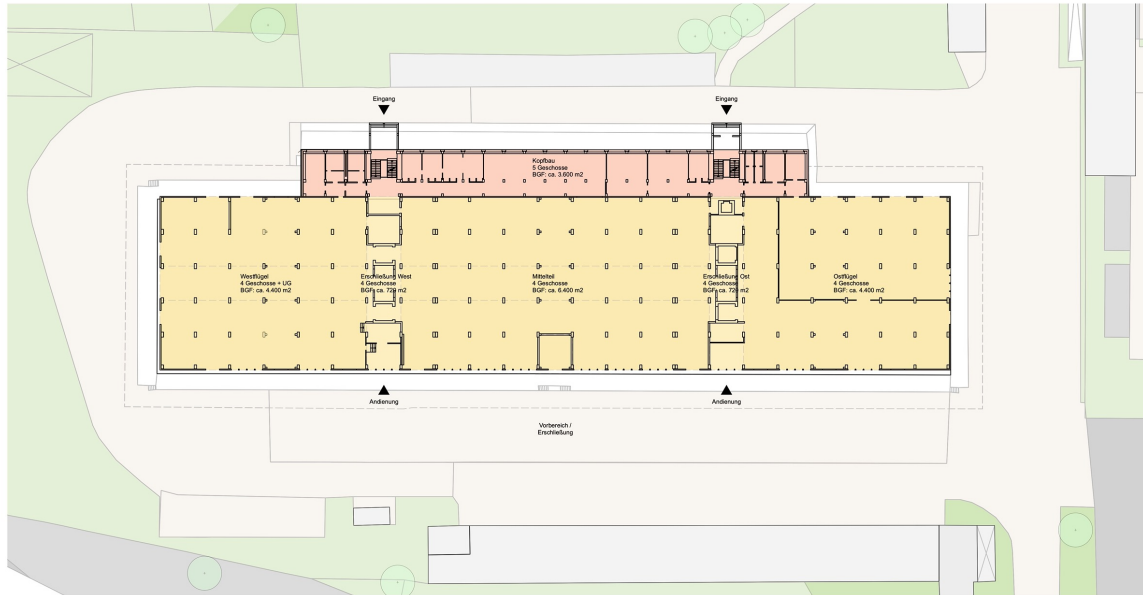 Eingang
Eingang
Kopfbau
5 Geschosse
BGF: ca. 3.600 m2
Westflügel
4 Geschosse + UG
BGF: ca. 4.400 m2
Erschließung West
4 Geschosse
BGF: ca. 720 m2
Mittelteil
4 Geschosse
BGF: ca. 6.400 m2
Erschließung Ost
4 Geschosse
BGF: ca. 720 m2
Ostflügel
4 Geschosse
BGF: ca. 4.400 m2
Andienung
Andienung
Vorbereich /
Erschließung